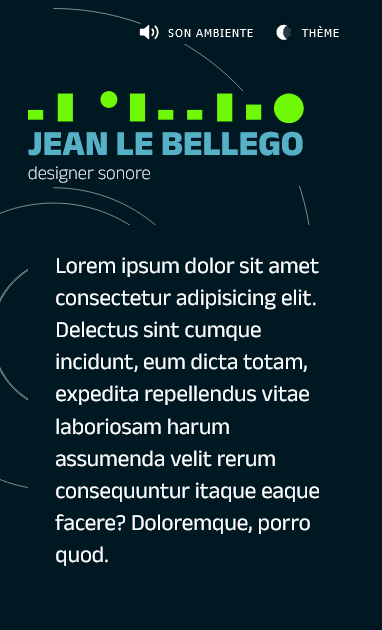 SON AMBIENTE
THÈME
JEAN LE BELLEGO
designer sonore
Lorem ipsum dolor sit amet
consectetur adipisicing elit.
Delectus sint cumque
incidunt, eum dicta totam,
expedita repellendus vitae
laboriosam harum
assumenda velit rerum
consequuntur itaque eaque
facere? Doloremque, porro
quod.